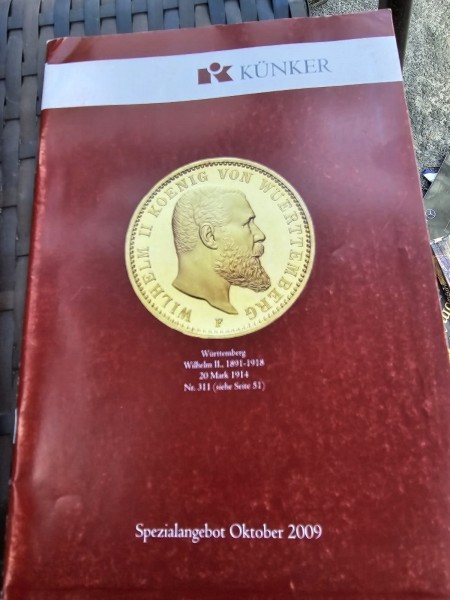 KÜNKER
WILHELM II KOENIG VON WUERTTEMBERG
F
Württemberg
Wilhelm II., 1891-1918
20 Mark 1914
Nr. 311 (siehe Seite 51)
Spezialangebot Oktober 2009